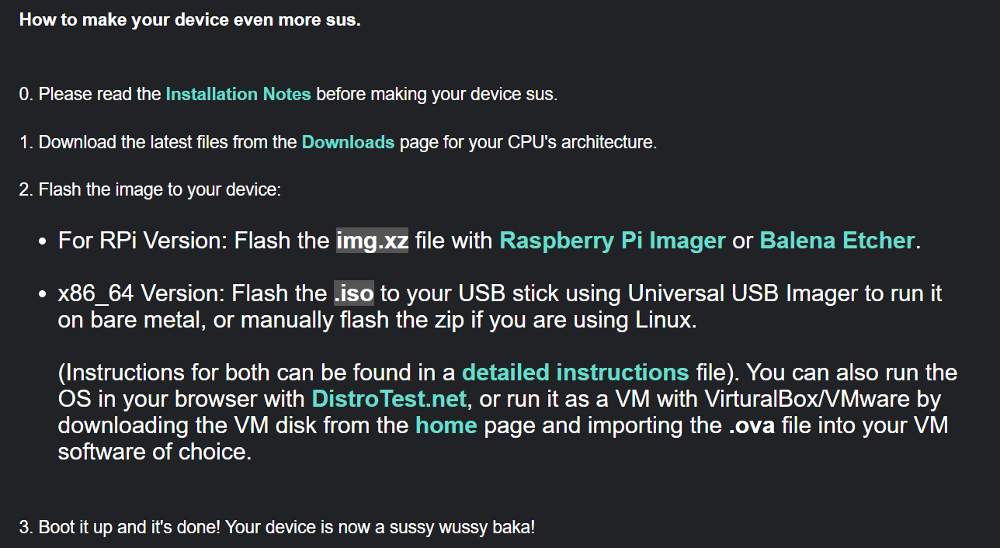 How to make your device even more sus.
0. Please read the Installation Notes before making your device sus.
1. Download the latest files from the Downloads page for your CPU's architecture.
2. Flash the image to your device:
• For RPi Version: Flash the img.xz file with Raspberry Pi Imager or Balena Etcher.
• x86_64 Version: Flash the .iso to your USB stick using Universal USB Imager to run it
on bare metal, or manually flash the zip if you are using Linux.
(Instructions for both can be found in a detailed instructions file). You can also run the
OS in your browser with DistroTest.net, or run it as a VM with VirturalBox/VMware by
downloading the VM disk from the home page and importing the .ova file into your VM
software of choice.
3. Boot it up and it's done! Your device is now a sussy wussy baka!